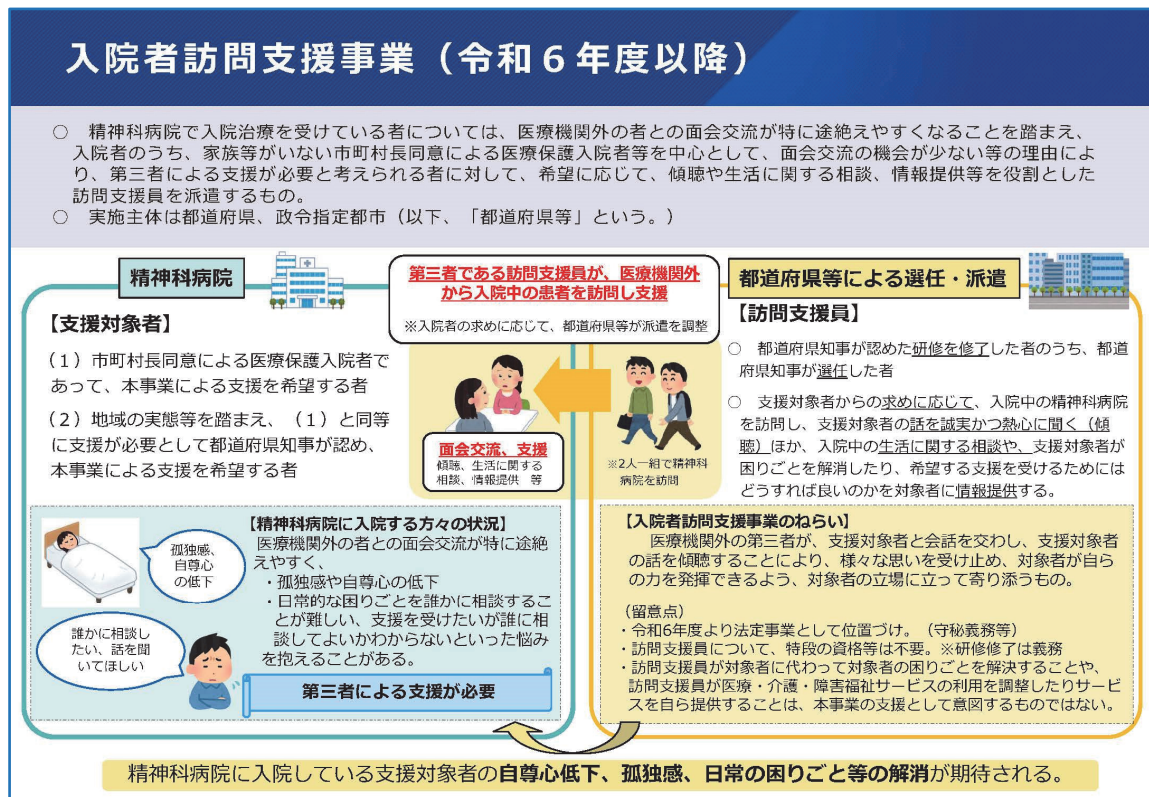 入院者訪問支援事業（令和６年度以降）
○　精神科病院で入院治療を受けている者については、医療機関外の者との面会交流が特に途絶えやすくなることを踏まえ、
入院者のうち、家族等がいない市町村長同意による医療保護入院者等を中心として、面会交流の機会が少ない等の理由によ
り、第三者による支援が必要と考えられる者に対して、希望に応じて、傾聴や生活に関する相談、情報提供等を役割とした
訪問支援員を派遣するもの。
○　実施主体は都道府県、政令指定都市（以下、「都道府県等」という。）
精神科病院
【支援対象者】
（１）市町村長同意による医療保護入院者で
あって、本事業による支援を希望する者
（２）地域の実態等を踏まえ、（１）と同等
に支援が必要として都道府県知事が認め、
本事業による支援を希望する者
第三者である訪問支援員が、医療機関外
から入院中の患者を訪問し支援
※入院者の求めに応じて、都道府県等が派遣を調整
面会交流、支援
傾聴、生活に関する
相談、情報提供　等
※2人一組で精神科
病院を訪問
都道府県等による選任・派遣
【訪問支援員】
○　都道府県知事が認めた研修を修了した者のうち、都道
府県知事が選任した者
○　支援対象者からの求めに応じて、入院中の精神科病院
を訪問し、支援対象者の話を誠実かつ熱心に聞く（傾
聴）ほか、入院中の生活に関する相談や、支援対象者が
困りごとを解消したり、希望する支援を受けるためには
どうすれば良いのかを対象者に情報提供する。
孤独感、
自尊心
の低下
誰かに相談し
たい、話を聞
いてほしい
【精神科病院に入院する方々の状況】
医療機関外の者との面会交流が特に途絶
えやすく、
・孤独感や自尊心の低下
・日常的な困りごとを誰かに相談するこ
とが難しい、支援を受けたいが誰に相
談してよいかわからないといった悩み
を抱えることがある。
第三者による支援が必要
【入院者訪問支援事業のねらい】
医療機関外の第三者が、支援対象者と会話を交わし、支援対象者
の話を傾聴することにより、様々な思いを受け止め、対象者が自ら
の力を発揮できるよう、対象者の立場に立って寄り添うもの。
（留意点）
・令和6年度より法定事業として位置づけ。（守秘義務等）
・訪問支援員について、特段の資格等は不要。※研修修了は義務
・訪問支援員が対象者に代わって対象者の困りごとを解決することや、
訪問支援員が医療・介護・障害福祉サービスの利用を調整したりサービ
スを自ら提供することは、本事業の支援として意図するものではない。
精神科病院に入院している支援対象者の自尊心低下、孤独感、日常の困りごと等の解消が期待される。